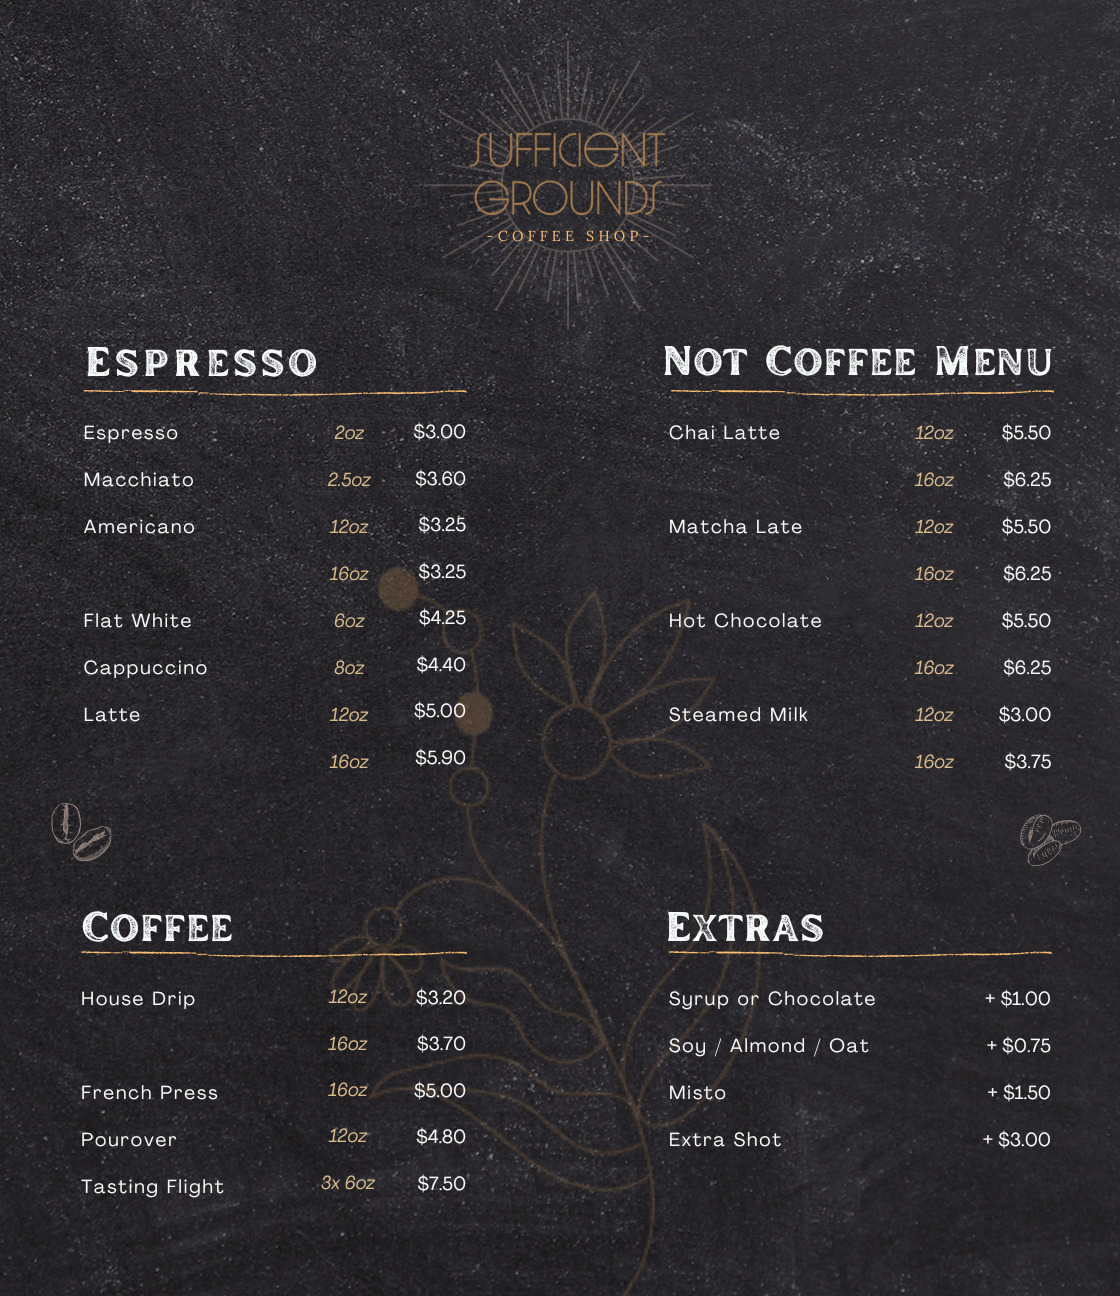 SUFFICIENT
GROUNDS
-COFFEE SHOP-
ESPRESSO
Espresso 2oz $3.00
Macchiato 2.5oz $3.60
Americano 12oz $3.25
16oz $3.25
Flat White 6oz $4.25
Cappuccino 8oz $4.40
Latte 12oz $5.00
16oz $5.90
NOT COFFEE MENU
Chai Latte 12oz $5.50
16oz $6.25
Matcha Late 12oz $5.50
16oz $6.25
Hot Chocolate 12oz $5.50
16oz $6.25
Steamed Milk 12oz $3.00
16oz $3.75
COFFEE
House Drip 12oz $3.20
16oz $3.70
French Press 16oz $5.00
Pourover 12oz $4.80
Tasting Flight 3x 6oz $7.50
EXTRAS
Syrup or Chocolate + $1.00
Soy / Almond / Oat + $0.75
Misto + $1.50
Extra Shot + $3.00